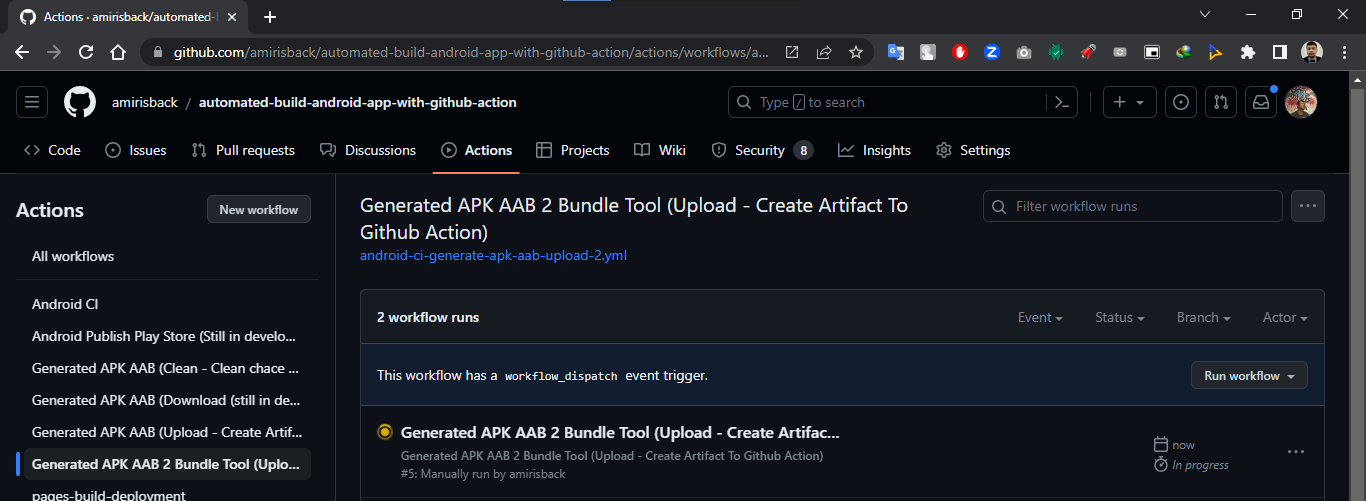 Actions · amirisback/automated-b
github.com/amirisback/automated-build-android-app-with-github-action/actions/workflows/a...
amirisback / automated-build-android-app-with-github-action
Type / to search
Code
Issues
Pull requests
Discussions
Actions
Projects
Wiki
Security 8
Insights
Settings
Actions
New workflow
All workflows
Android CI
Android Publish Play Store (Still in develo...
Generated APK AAB (Clean - Clean chace ...
Generated APK AAB (Download (still in de...
Generated APK AAB (Upload - Create Artif...
Generated APK AAB 2 Bundle Tool (Uplo...
pages-build-deployment
Generated APK AAB 2 Bundle Tool (Upload - Create Artifact To
Github Action)
android-ci-generate-apk-aab-upload-2.yml
Filter workflow runs
2 workflow runs
Event
Status
Branch
Actor
This workflow has a workflow_dispatch event trigger.
Run workflow
Generated APK AAB 2 Bundle Tool (Upload - Create Artifac...
Generated APK AAB 2 Bundle Tool (Upload - Create Artifact To Github Action)
#5: Manually run by amirisback
now
In progress